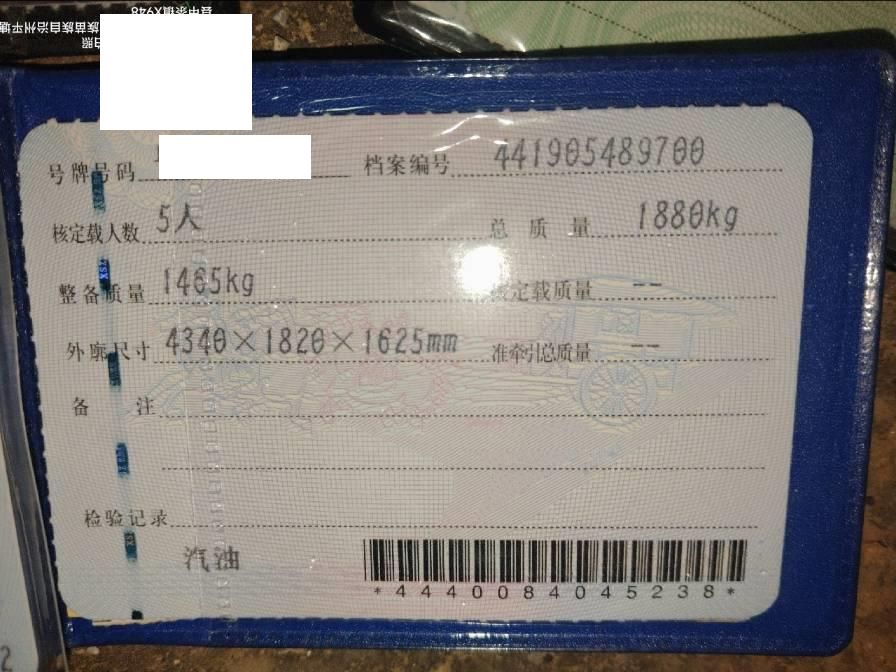 号牌号码 档案编号 441905489700
核定载人数 5人 总质量 1880kg
整备质量 1465kg 核定载质量 --
外廓尺寸 4340×1820×1625mm 准牵引总质量 --
备注
检验记录
汽油
*4440084045238*